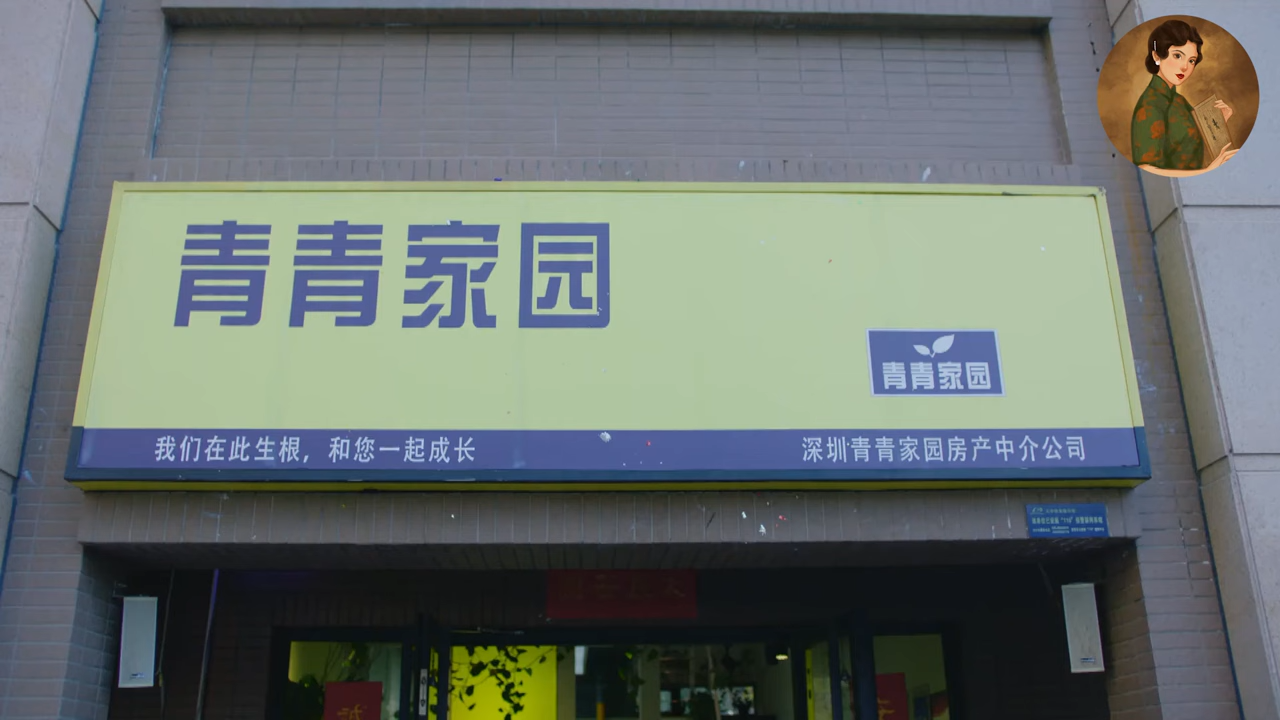 青青家园
青青家园
我们在此生根，和您一起成长
深圳青青家园房产中介公司